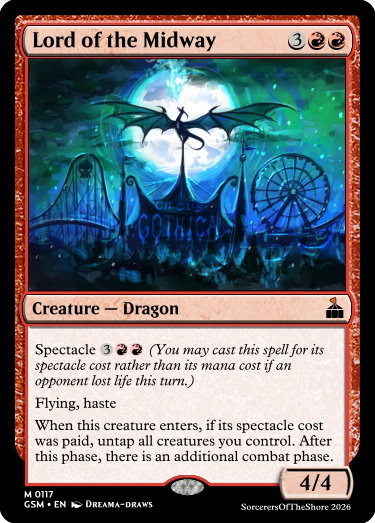 Lord of the Midway 3
Creature — Dragon
Spectacle 3 (You may cast this spell for its
spectacle cost rather than its mana cost if an
opponent lost life this turn.)
Flying, haste
When this creature enters, if its spectacle cost
was paid, untap all creatures you control. After
this phase, there is an additional combat phase.
4/4
M 0117
GSM • EN DREAMA-DRAWS
SorcerersOfTheShore 2026